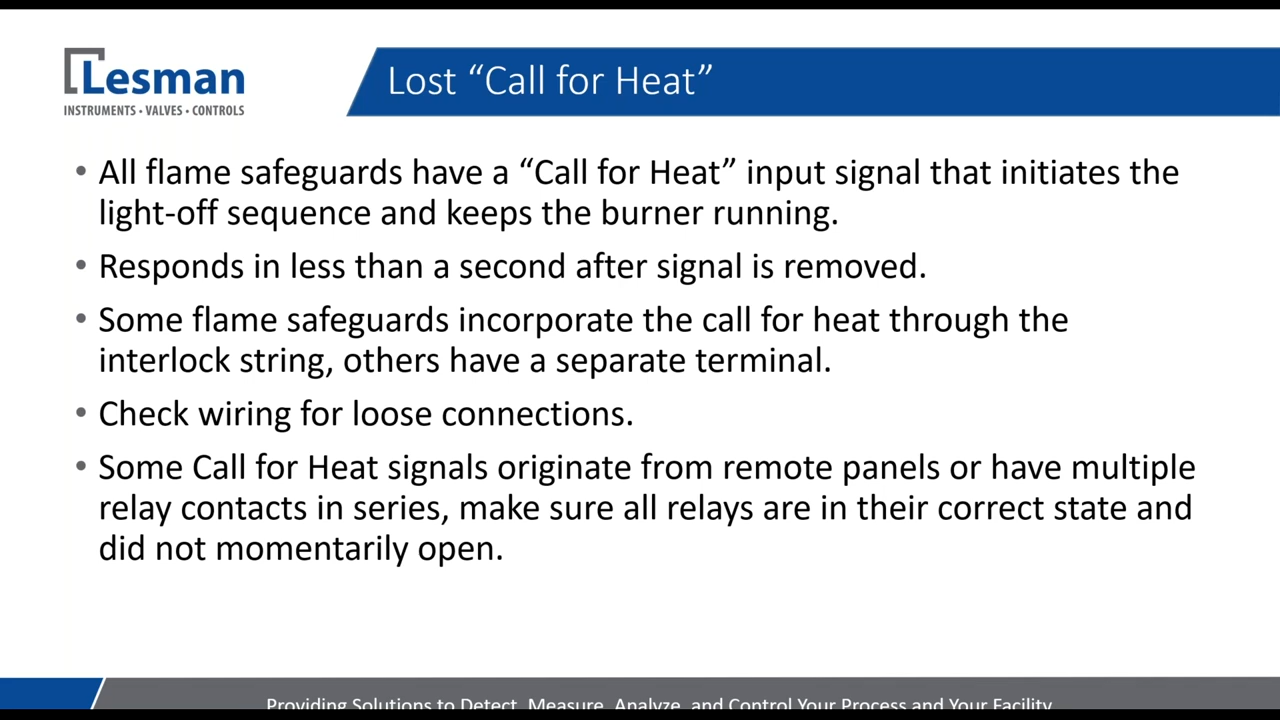 Lesman
INSTRUMENTS • VALVES • CONTROLS
Lost “Call for Heat”
• All flame safeguards have a “Call for Heat” input signal that initiates the
light-off sequence and keeps the burner running.
• Responds in less than a second after signal is removed.
• Some flame safeguards incorporate the call for heat through the
interlock string, others have a separate terminal.
• Check wiring for loose connections.
• Some Call for Heat signals originate from remote panels or have multiple
relay contacts in series, make sure all relays are in their correct state and
did not momentarily open.
Providing Solutions to Detect, Measure, Analyze, and Control Your Process and Your Facility